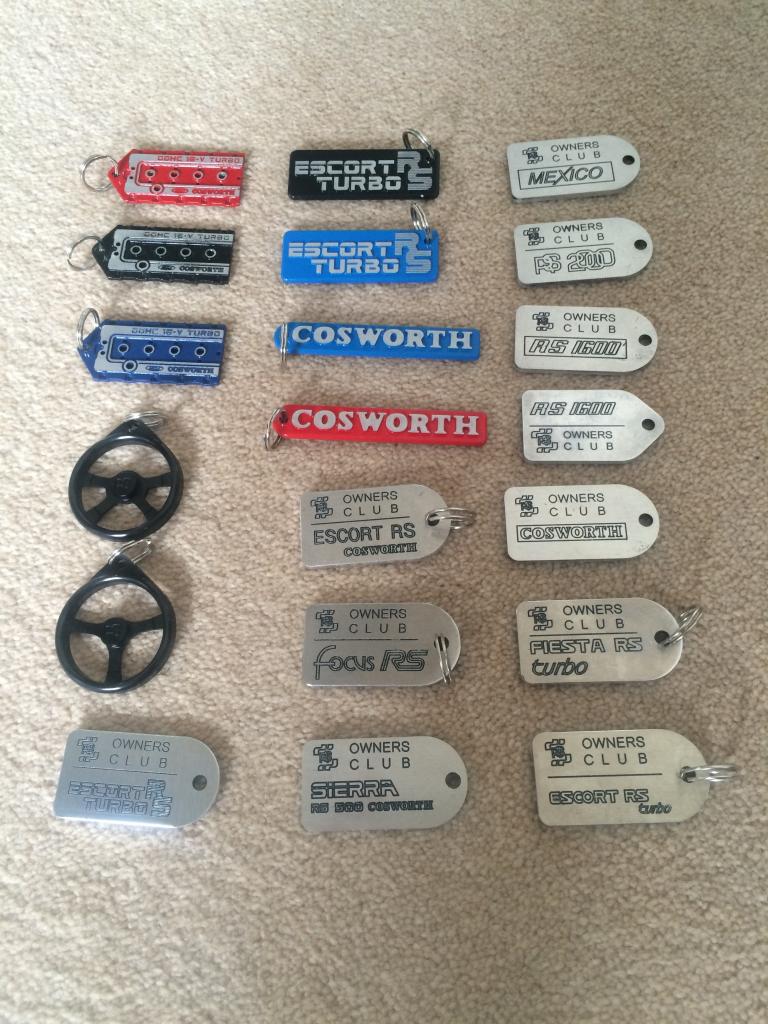 DOHC 16-V TURBO
COSWORTH
DOHC 16-V TURBO
COSWORTH
DOHC 16-V TURBO
COSWORTH
ESCORT RS
TURBO
ESCORT RS
TURBO
COSWORTH
COSWORTH
OWNERS
CLUB
ESCORT RS
COSWORTH
OWNERS
CLUB
focus RS
OWNERS
CLUB
ESCORT RS
TURBO
OWNERS
CLUB
SIERRA
RS 500 COSWORTH
OWNERS
CLUB
MEXICO
OWNERS
CLUB
RS 2000
OWNERS
CLUB
RS 1600
RS 1600
OWNERS
CLUB
OWNERS
CLUB
COSWORTH
OWNERS
CLUB
FIESTA RS
turbo
OWNERS
CLUB
ESCORT RS
turbo